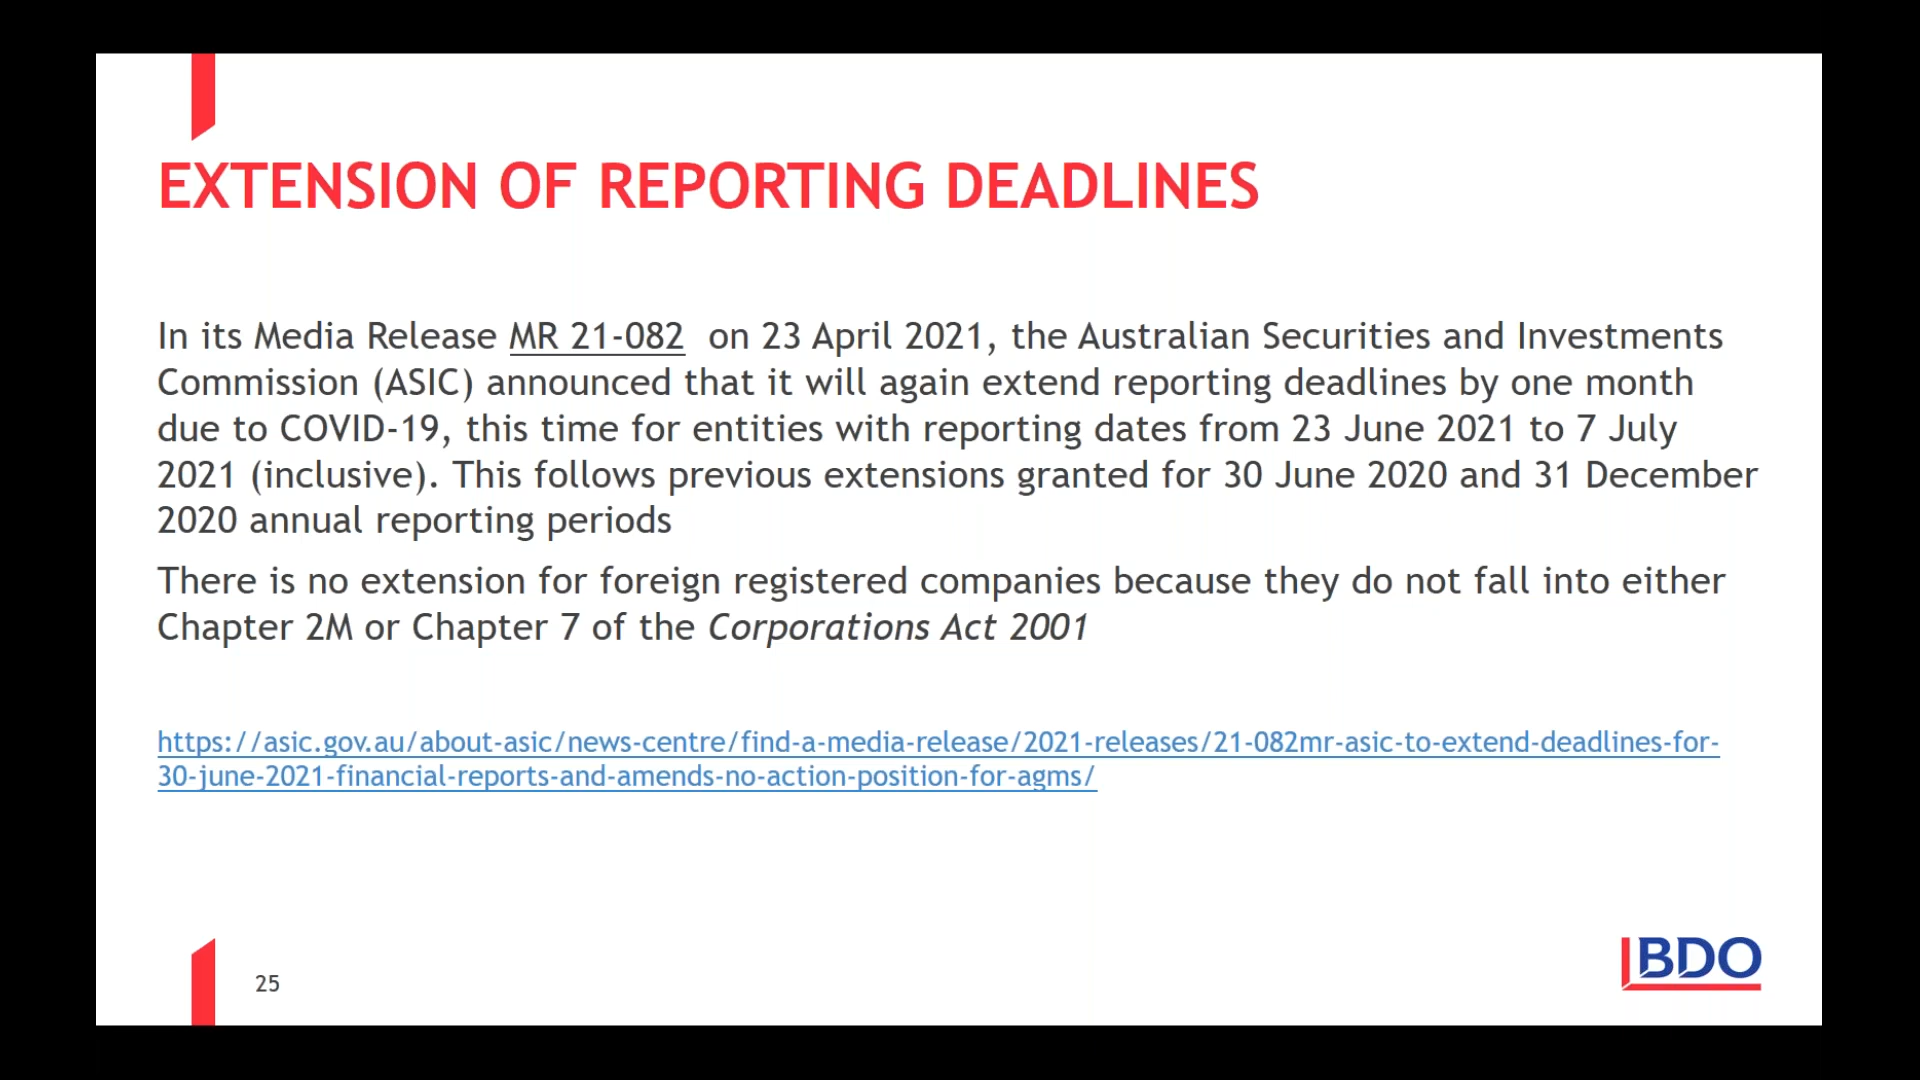 EXTENSION OF REPORTING DEADLINES
In its Media Release MR 21-082  on 23 April 2021, the Australian Securities and Investments
Commission (ASIC) announced that it will again extend reporting deadlines by one month
due to COVID-19, this time for entities with reporting dates from 23 June 2021 to 7 July
2021 (inclusive). This follows previous extensions granted for 30 June 2020 and 31 December
2020 annual reporting periods
There is no extension for foreign registered companies because they do not fall into either
Chapter 2M or Chapter 7 of the Corporations Act 2001
https://asic.gov.au/about-asic/news-centre/find-a-media-release/2021-releases/21-082mr-asic-to-extend-deadlines-for-
30-june-2021-financial-reports-and-amends-no-action-position-for-agms/
25
BDO